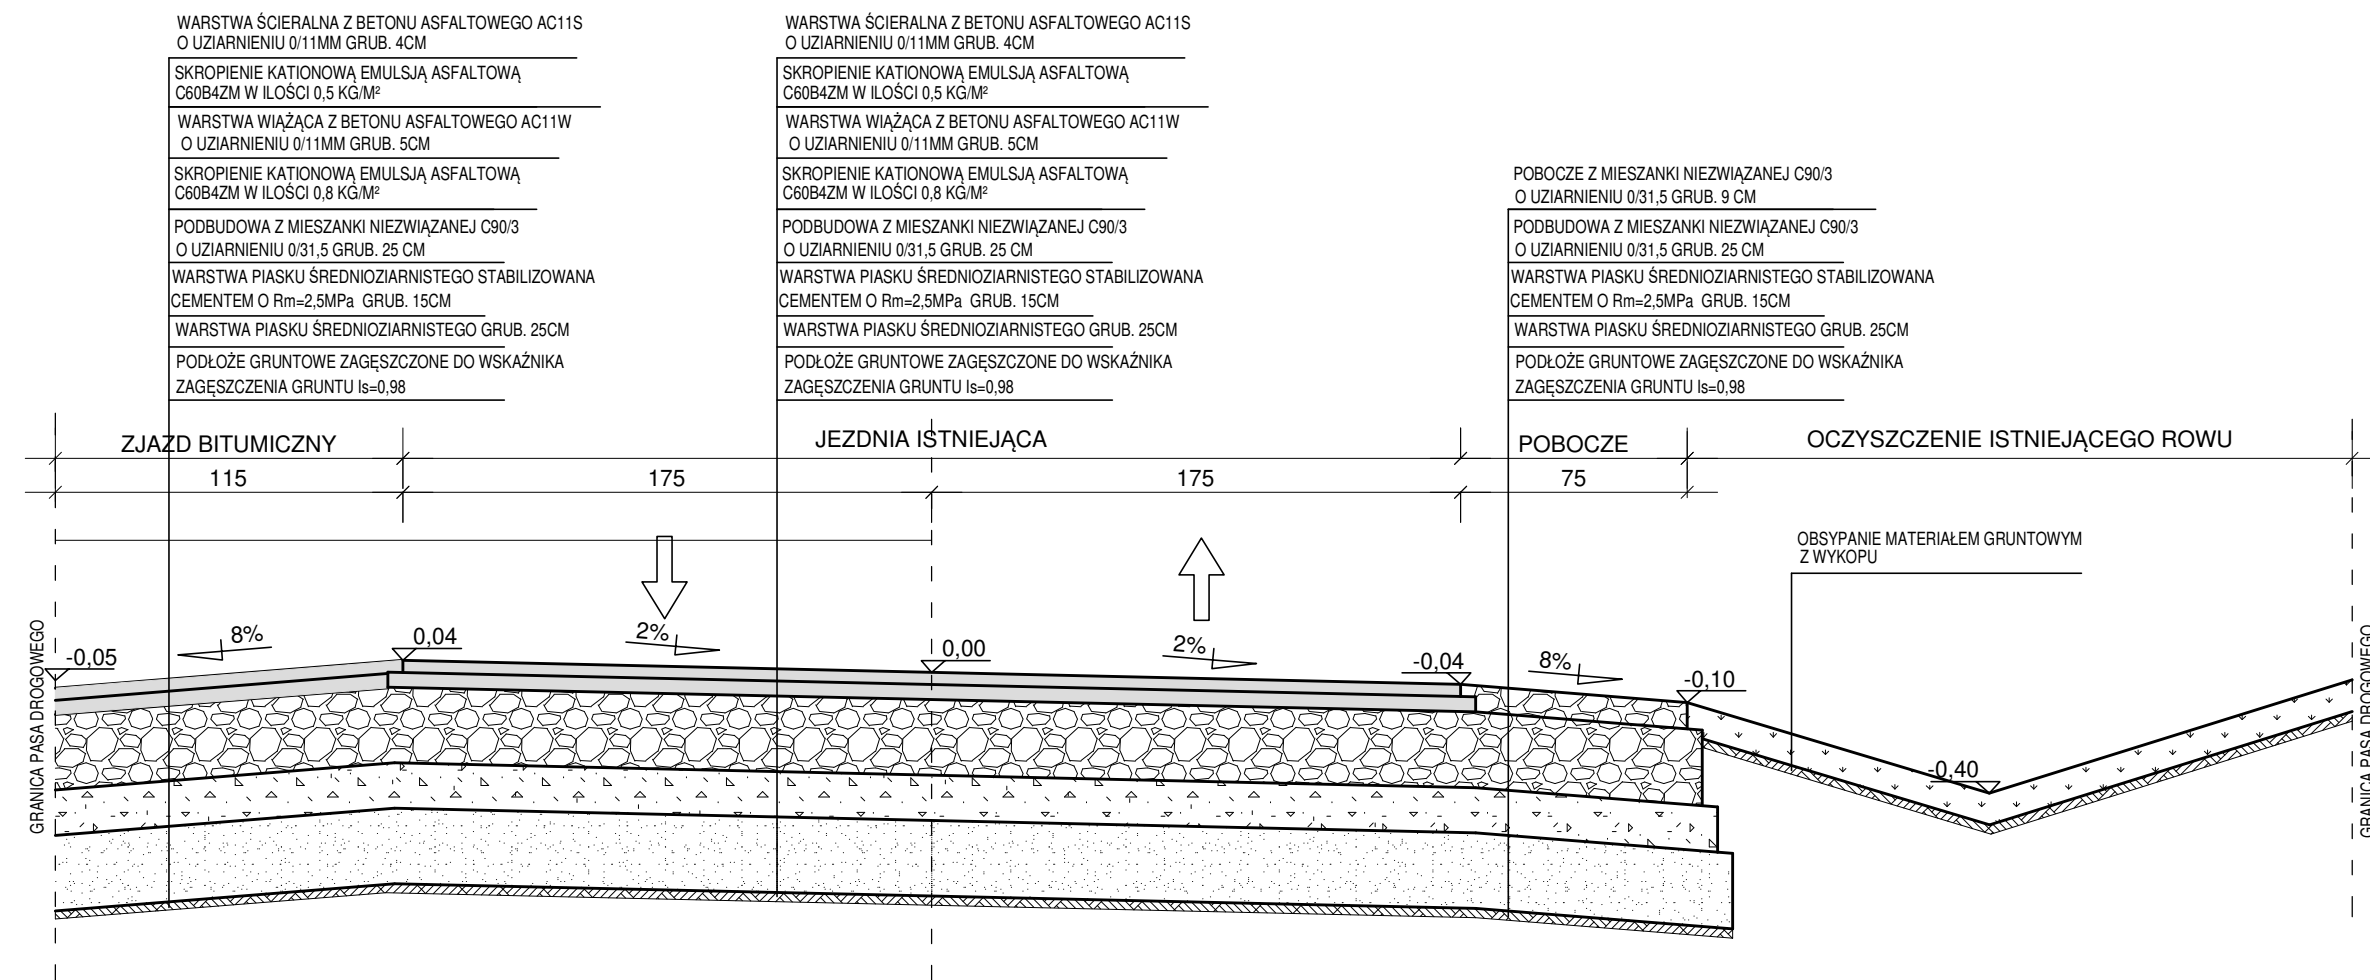 WARSTWA ŚCIERALNA Z BETONU ASFALTOWEGO AC11S
O UZIARNIENIU 0/11MM GRUB. 4CM
SKROPIENIE KATIONOWĄ EMULSJĄ ASFALTOWĄ
C60B4ZM W ILOŚCI 0,5 KG/M²
WARSTWA WIĄŻĄCA Z BETONU ASFALTOWEGO AC11W
O UZIARNIENIU 0/11MM GRUB. 5CM
SKROPIENIE KATIONOWĄ EMULSJĄ ASFALTOWĄ
C60B4ZM W ILOŚCI 0,8 KG/M²
PODBUDOWA Z MIESZANKI NIEZWIĄZANEJ C90/3
O UZIARNIENIU 0/31,5 GRUB. 25 CM
WARSTWA PIASKU ŚREDNIOZIARNISTEGO STABILIZOWANA
CEMENTEM O Rm=2,5MPa GRUB. 15CM
WARSTWA PIASKU ŚREDNIOZIARNISTEGO GRUB. 25CM
PODŁOŻE GRUNTOWE ZAGĘSZCZONE DO WSKAŹNIKA
ZAGĘSZCZENIA GRUNTU Is=0,98
WARSTWA ŚCIERALNA Z BETONU ASFALTOWEGO AC11S
O UZIARNIENIU 0/11MM GRUB. 4CM
SKROPIENIE KATIONOWĄ EMULSJĄ ASFALTOWĄ
C60B4ZM W ILOŚCI 0,5 KG/M²
WARSTWA WIĄŻĄCA Z BETONU ASFALTOWEGO AC11W
O UZIARNIENIU 0/11MM GRUB. 5CM
SKROPIENIE KATIONOWĄ EMULSJĄ ASFALTOWĄ
C60B4ZM W ILOŚCI 0,8 KG/M²
PODBUDOWA Z MIESZANKI NIEZWIĄZANEJ C90/3
O UZIARNIENIU 0/31,5 GRUB. 25 CM
WARSTWA PIASKU ŚREDNIOZIARNISTEGO STABILIZOWANA
CEMENTEM O Rm=2,5MPa GRUB. 15CM
WARSTWA PIASKU ŚREDNIOZIARNISTEGO GRUB. 25CM
PODŁOŻE GRUNTOWE ZAGĘSZCZONE DO WSKAŹNIKA
ZAGĘSZCZENIA GRUNTU Is=0,98
POBOCZE Z MIESZANKI NIEZWIĄZANEJ C90/3
O UZIARNIENIU 0/31,5 GRUB. 9 CM
PODBUDOWA Z MIESZANKI NIEZWIĄZANEJ C90/3
O UZIARNIENIU 0/31,5 GRUB. 25 CM
WARSTWA PIASKU ŚREDNIOZIARNISTEGO STABILIZOWANA
CEMENTEM O Rm=2,5MPa GRUB. 15CM
WARSTWA PIASKU ŚREDNIOZIARNISTEGO GRUB. 25CM
PODŁOŻE GRUNTOWE ZAGĘSZCZONE DO WSKAŹNIKA
ZAGĘSZCZENIA GRUNTU Is=0,98
ZJAZD BITUMICZNY
JEZDNIA ISTNIEJĄCA
POBOCZE
OCZYSZCZENIE ISTNIEJĄCEGO ROWU
115
175
175
75
OBSYPANIE MATERIAŁEM GRUNTOWYM
Z WYKOPU
GRANICA PASA DROGOWEGO
-0,05
8%
0,04
2%
0,00
2%
-0,04
8%
-0,10
-0,40
GRANICA PASA DROGOWEGO